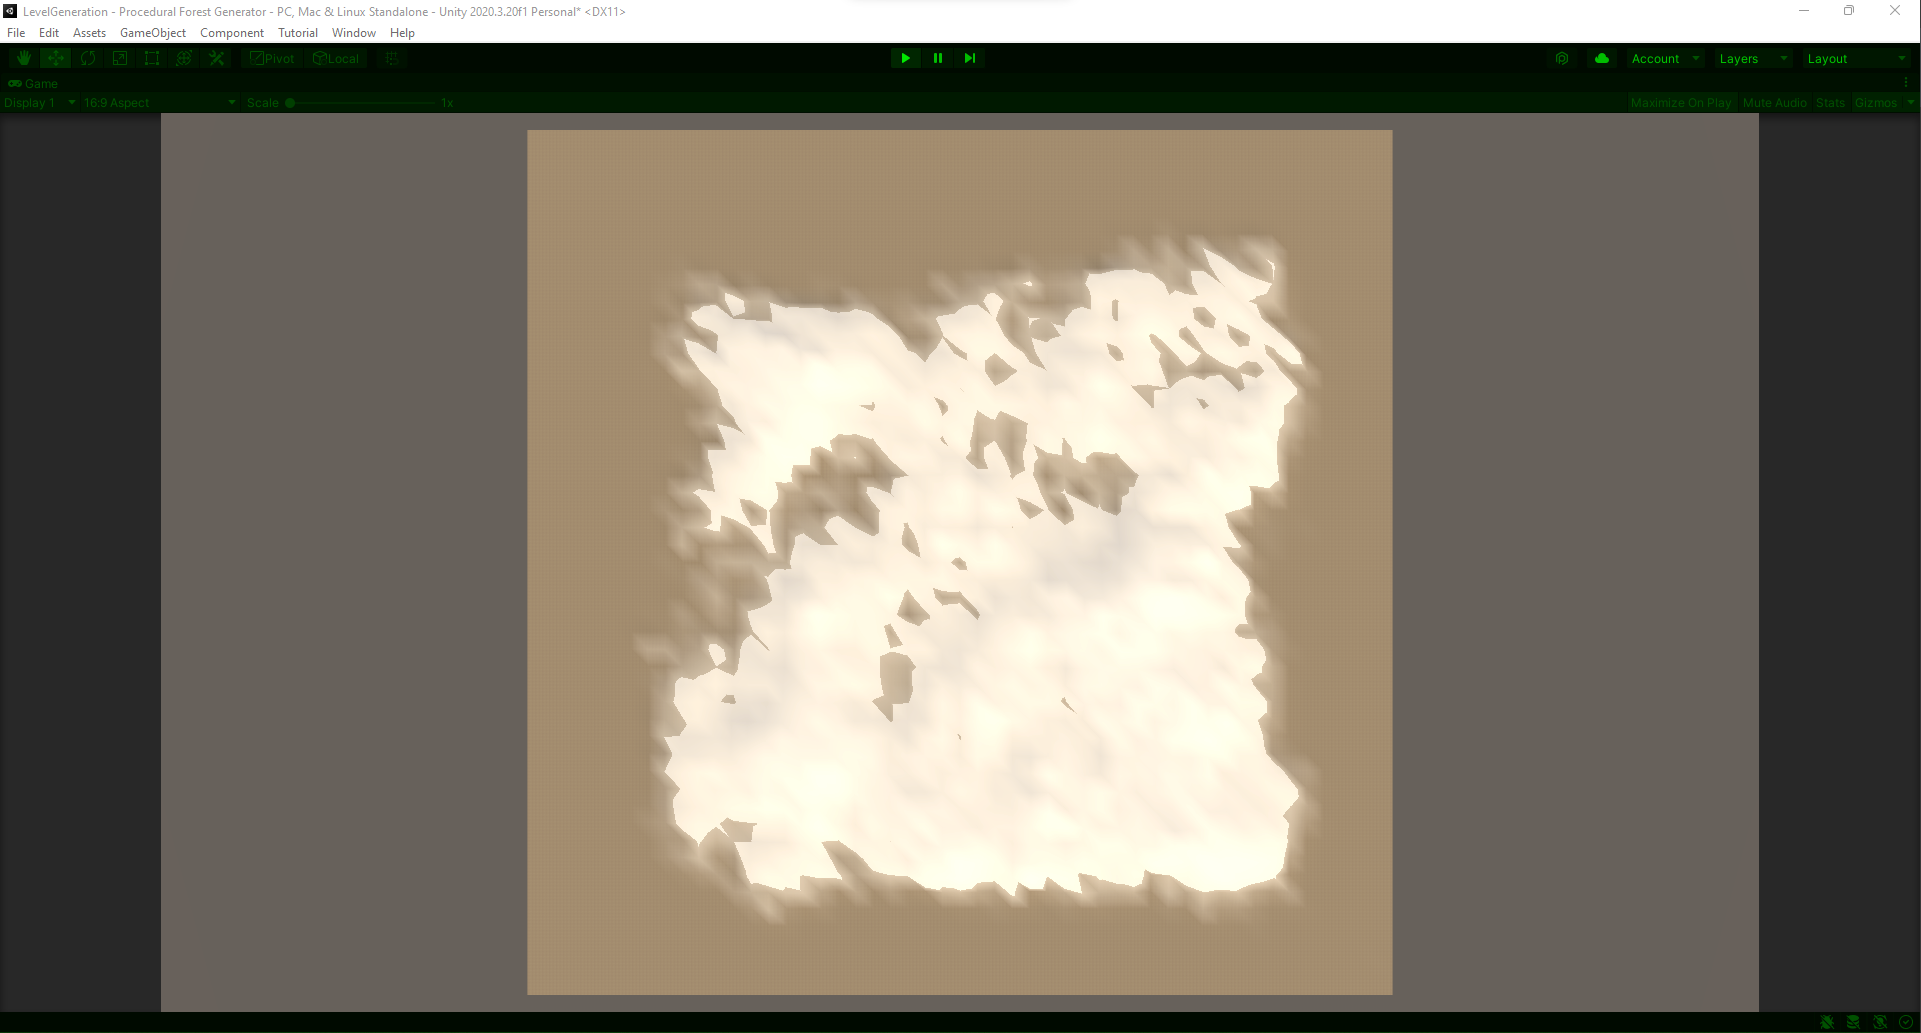 LevelGeneration - Procedural Forest Generator - PC, Mac & Linux Standalone - Unity 2020.3.20f1 Personal* <DX11>
File Edit Assets GameObject Component Tutorial Window Help
Pivot Local Account Layers Layout
Game
Display 1 16:9 Aspect Scale 1x Maximize On Play Mute Audio Stats Gizmos